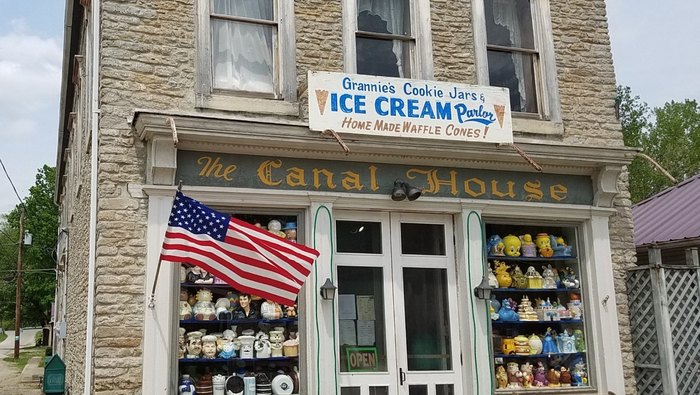 Grannie's Cookie Jars &
ICE CREAM Parlor
HOME MADE WAFFLE CONES!
The Canal House
OPEN